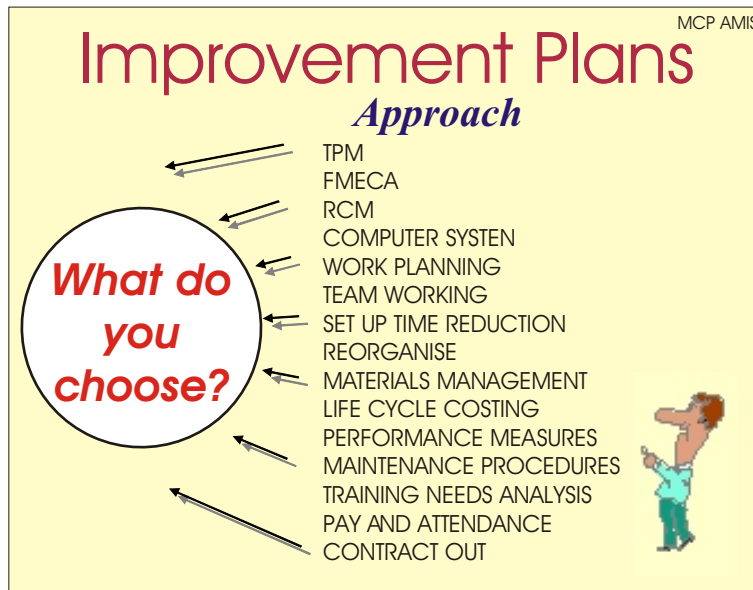 MCP AMIS
Improvement Plans
Approach
TPM
FMECA
RCM
COMPUTER SYSTEN
WORK PLANNING
TEAM WORKING
SET UP TIME REDUCTION
REORGANISE
MATERIALS MANAGEMENT
LIFE CYCLE COSTING
PERFORMANCE MEASURES
MAINTENANCE PROCEDURES
TRAINING NEEDS ANALYSIS
PAY AND ATTENDANCE
CONTRACT OUT
What do
you
choose?